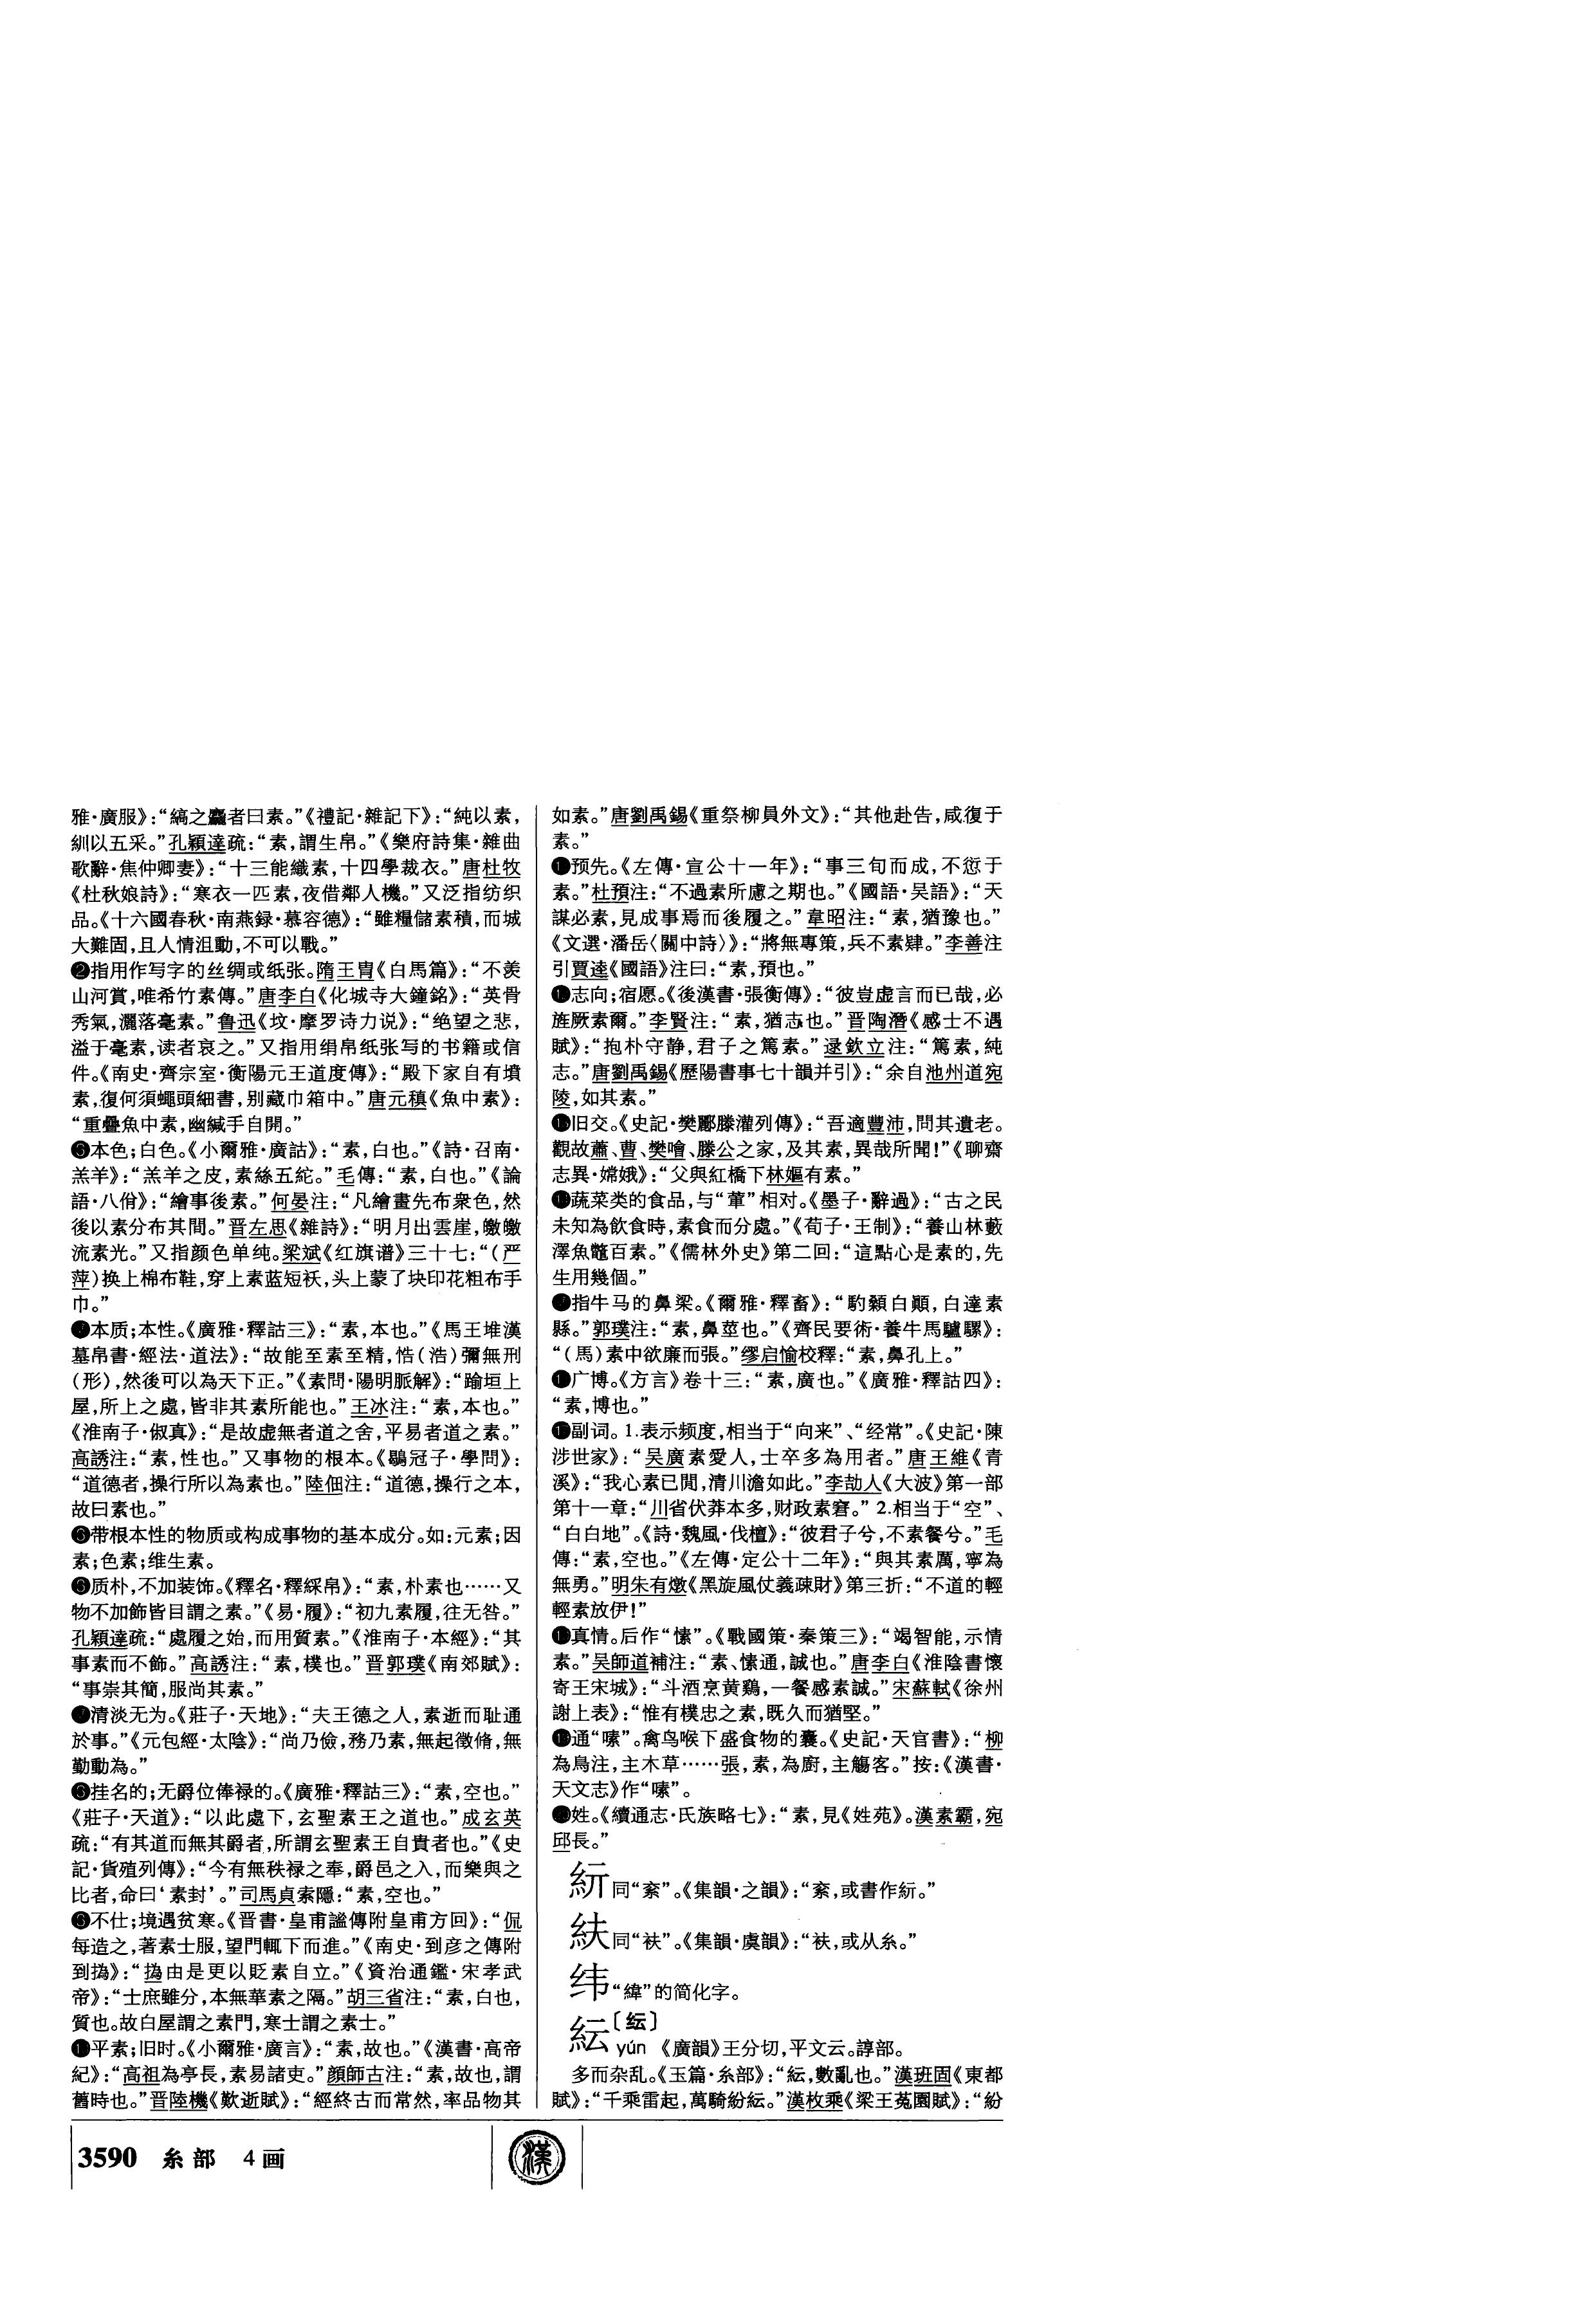 雅·廣服》:“縞之麤者曰素。”《禮記·雜記下》:“純以素,
紃以五采。”孔穎達疏:“素,謂生帛。”《樂府詩集·雜曲
歌辭·焦仲卿妻》:“十三能織素,十四學裁衣。”唐杜牧
《杜秋娘詩》:“寒衣一匹素,夜借鄰人機。”又泛指纺织
品。《十六國春秋·南燕録·慕容德》:“雖糧儲素積,而城
大難固,且人情沮動,不可以戰。”
❷指用作写字的丝绸或纸张。隋王胄《白馬篇》:“不羨
山河賞,唯希竹素傳。”唐李白《化城寺大鐘銘》:“英骨
秀氣,灑落毫素。”鲁迅《坟·摩罗诗力说》:“绝望之悲,
溢于毫素,读者哀之。”又指用绢帛纸张写的书籍或信
件。《南史·齊宗室·衡陽元王道度傳》:“殿下家自有墳
素,復何須蠅頭細書,别藏巾箱中。”唐元稹《魚中素》:
“重疊魚中素,幽緘手自開。”
❸本色;白色。《小爾雅·廣詁》:“素,白也。”《詩·召南·
羔羊》:“羔羊之皮,素絲五紽。”毛傳:“素,白也。”《論
語·八佾》:“繪事後素。”何晏注:“凡繪畫先布衆色,然
後以素分布其間。”晋左思《雜詩》:“明月出雲崖,皦皦
流素光。”又指颜色单纯。梁斌《红旗谱》三十七:“(严
萍)换上棉布鞋,穿上素蓝短袄,头上蒙了块印花粗布手
巾。”
❹本质;本性。《廣雅·釋詁三》:“素,本也。”《馬王堆漢
墓帛書·經法·道法》:“故能至素至精,悎(浩)彌無刑
(形),然後可以為天下正。”《素問·陽明脈解》:“踰垣上
屋,所上之處,皆非其素所能也。”王冰注:“素,本也。”
《淮南子·俶真》:“是故虚無者道之舍,平易者道之素。”
高誘注:“素,性也。”又事物的根本。《鶡冠子·學問》:
“道德者,操行所以為素也。”陸佃注:“道德,操行之本,
故曰素也。”
❺带根本性的物质或构成事物的基本成分。如:元素;因
素;色素;维生素。
❻质朴,不加装饰。《釋名·釋綵帛》:“素,朴素也……又
物不加飾皆目謂之素。”《易·履》:“初九素履,往无咎。”
孔穎達疏:“處履之始,而用質素。”《淮南子·本經》:“其
事素而不飾。”高誘注:“素,樸也。”晋郭璞《南郊賦》:
“事崇其簡,服尚其素。”
❼清淡无为。《莊子·天地》:“夫王德之人,素逝而耻通
於事。”《元包經·太陰》:“尚乃儉,務乃素,無起徵脩,無
勤動為。”
❽挂名的;无爵位俸禄的。《廣雅·釋詁三》:“素,空也。”
《莊子·天道》:“以此處下,玄聖素王之道也。”成玄英
疏:“有其道而無其爵者,所謂玄聖素王自貴者也。”《史
記·貨殖列傳》:“今有無秩禄之奉,爵邑之入,而樂與之
比者,命曰‘素封’。”司馬貞索隱:“素,空也。”
❾不仕;境遇贫寒。《晋書·皇甫謐傳附皇甫方回》:“侃
每造之,著素士服,望門輒下而進。”《南史·到彦之傳附
到撝》:“撝由是更以貶素自立。”《資治通鑑·宋孝武
帝》:“士庶雖分,本無華素之隔。”胡三省注:“素,白也,
質也。故白屋謂之素門,寒士謂之素士。”
❿平素;旧时。《小爾雅·廣言》:“素,故也。”《漢書·高帝
紀》:“高祖為亭長,素易諸吏。”顔師古注:“素,故也,謂
舊時也。”晋陸機《歎逝賦》:“經終古而常然,率品物其
如素。”唐劉禹錫《重祭柳員外文》:“其他赴告,咸復于
素。”
⓫预先。《左傳·宣公十一年》:“事三旬而成,不愆于
素。”杜預注:“不過素所慮之期也。”《國語·吴語》:“天
謀必素,見成事焉而後履之。”韋昭注:“素,猶豫也。”
《文選·潘岳〈關中詩〉》:“將無專策,兵不素肄。”李善注
引賈逵《國語》注曰:“素,預也。”
⓬志向;宿愿。《後漢書·張衡傳》:“彼豈虚言而已哉,必
旌厥素爾。”李賢注:“素,猶志也。”晋陶潛《感士不遇
賦》:“抱朴守静,君子之篤素。”逯欽立注:“篤素,純
志。”唐劉禹錫《歷陽書事七十韻并引》:“余自池州道宛
陵,如其素。”
⓭旧交。《史記·樊酈滕灌列傳》:“吾適豐沛,問其遺老。
觀故蕭、曹、樊噲、滕公之家,及其素,異哉所聞!”《聊齋
志異·嫦娥》:“父與紅橋下林嫗有素。”
⓮蔬菜类的食品,与“葷”相对。《墨子·辭過》:“古之民
未知為飲食時,素食而分處。”《荀子·王制》:“養山林藪
澤魚鼈百素。”《儒林外史》第二回:“這點心是素的,先
生用幾個。”
⓯指牛马的鼻梁。《爾雅·釋畜》:“馰顙白顛,白達素
縣。”郭璞注:“素,鼻莖也。”《齊民要術·養牛馬驢騾》:
“(馬)素中欲廉而張。”缪启愉校釋:“素,鼻孔上。”
⓰广博。《方言》卷十三:“素,廣也。”《廣雅·釋詁四》:
“素,博也。”
⓱副词。1.表示频度,相当于“向来”、“经常”。《史記·陳
涉世家》:“吴廣素愛人,士卒多為用者。”唐王維《青
溪》:“我心素已閒,清川澹如此。”李劼人《大波》第一部
第十一章:“川省伏莽本多,财政素窘。” 2.相当于“空”、
“白白地”。《詩·魏風·伐檀》:“彼君子兮,不素餐兮。”毛
傳:“素,空也。”《左傳·定公十二年》:“與其素厲,寧為
無勇。”明朱有燉《黑旋風仗義疎財》第三折:“不道的輕
輕素放伊!”
⓲真情。后作“愫”。《戰國策·秦策三》:“竭智能,示情
素。”吴師道補注:“素、愫通,誠也。”唐李白《淮陰書懷
寄王宋城》:“斗酒烹黄鷄,一餐感素誠。”宋蘇軾《徐州
謝上表》:“惟有樸忠之素,既久而猶堅。”
⓳通“嗉”。禽鸟喉下盛食物的囊。《史記·天官書》:“柳
為鳥注,主木草……張,素,為廚,主觴客。”按:《漢書·
天文志》作“嗉”。
⓴姓。《續通志·氏族略七》:“素,見《姓苑》。漢素霸,宛
邱長。”
䋔同“紊”。《集韻·之韻》:“紊,或書作䋔。”
紶同“衭”。《集韻·虞韻》:“衭,或从糸。”
纬“緯”的简化字。
紜〔纭〕
yún 《廣韻》王分切,平文云。諄部。
多而杂乱。《玉篇·糸部》:“紜,數亂也。”漢班固《東都
賦》:“千乘雷起,萬騎紛紜。”漢枚乘《梁王菟園賦》:“紛
3590 糸部 4画
漢